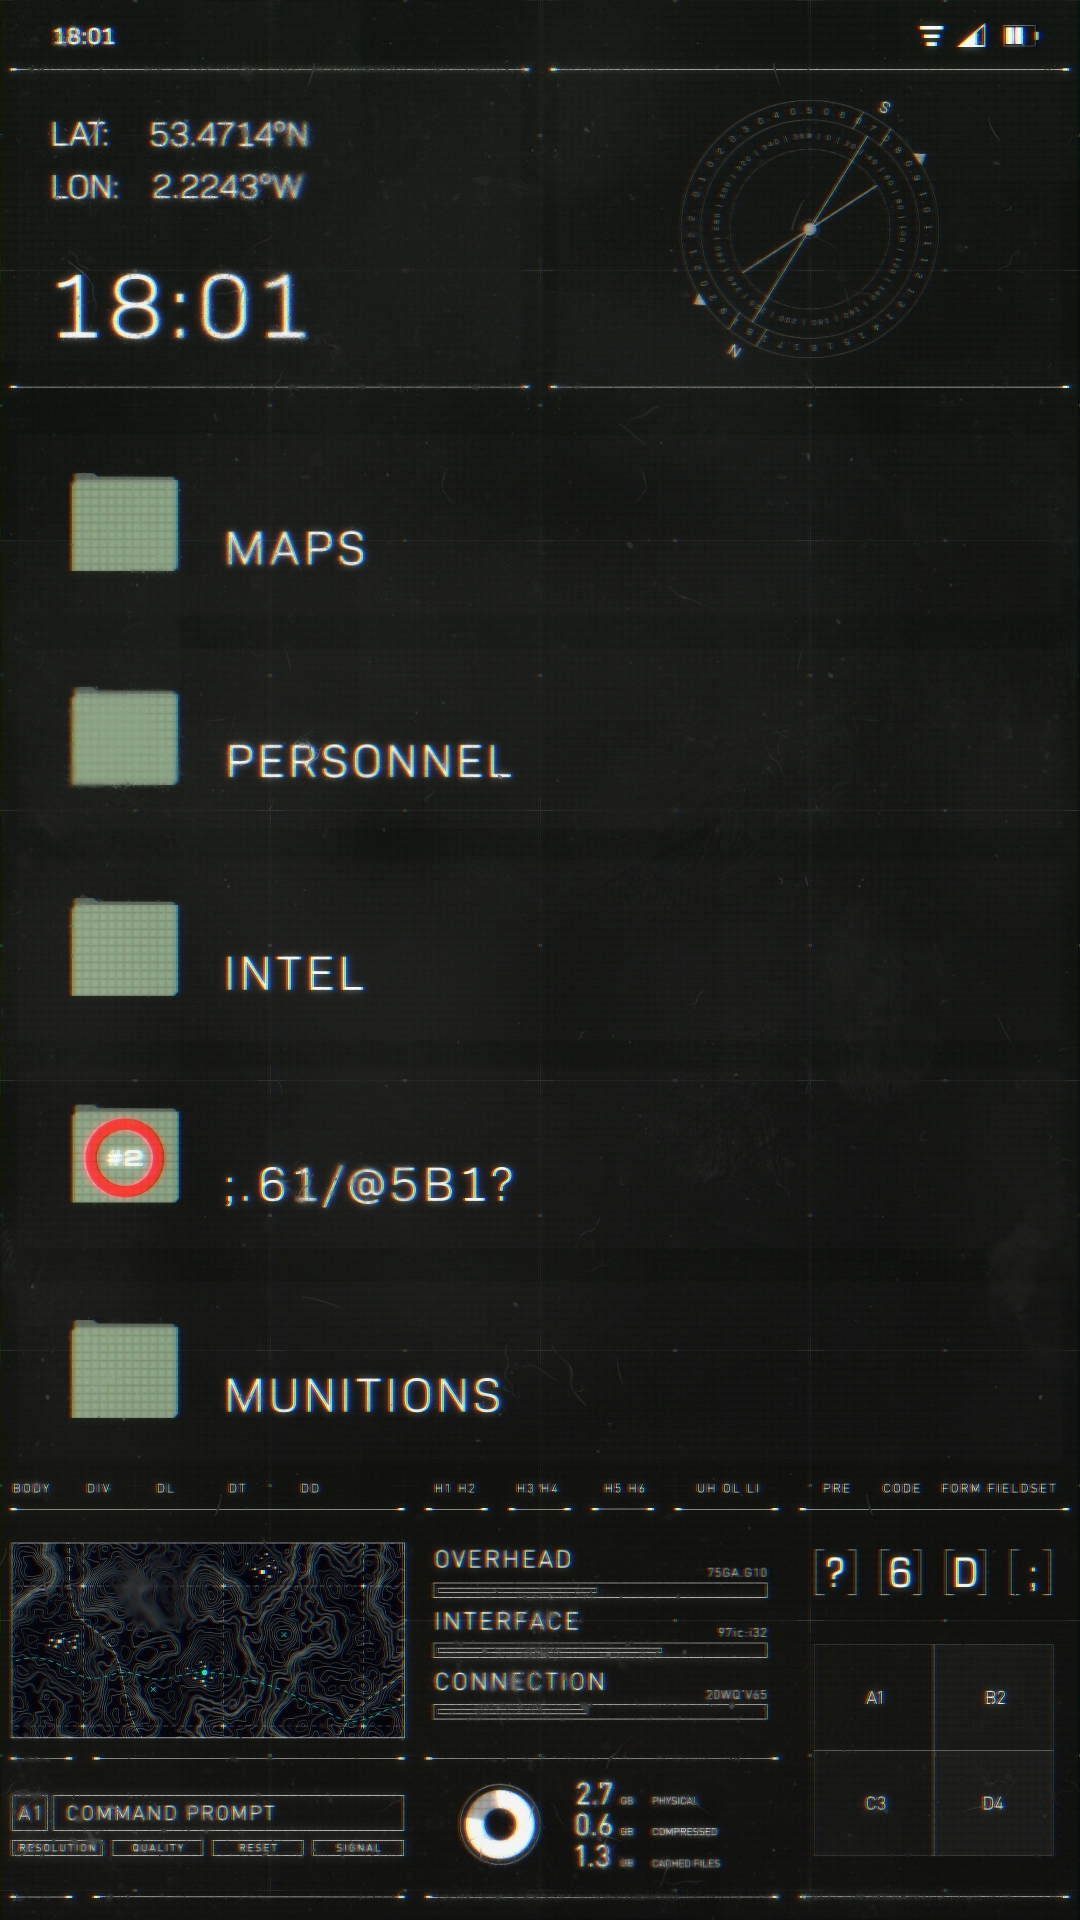 18:01
LAT: 53.4714°N
LON: 2.2243°W
18:01
S
N
MAPS
PERSONNEL
INTEL
#2
;.61/@5B1?
MUNITIONS
BODY DIV DL DT DD
H1 H2 H3 H4 H5 H6 UH OL LI
PRE CODE FORM FIELDSET
OVERHEAD
75GA.G10
INTERFACE
97ic:i32
CONNECTION
? 6 D ;
A1 B2
C3 D4
A1 COMMAND PROMPT
RESOLUTION QUALITY RESET SIGNAL
2.7 GB PHYSICAL
0.6 GB COMPRESSED
1.3 GB CACHED FILES